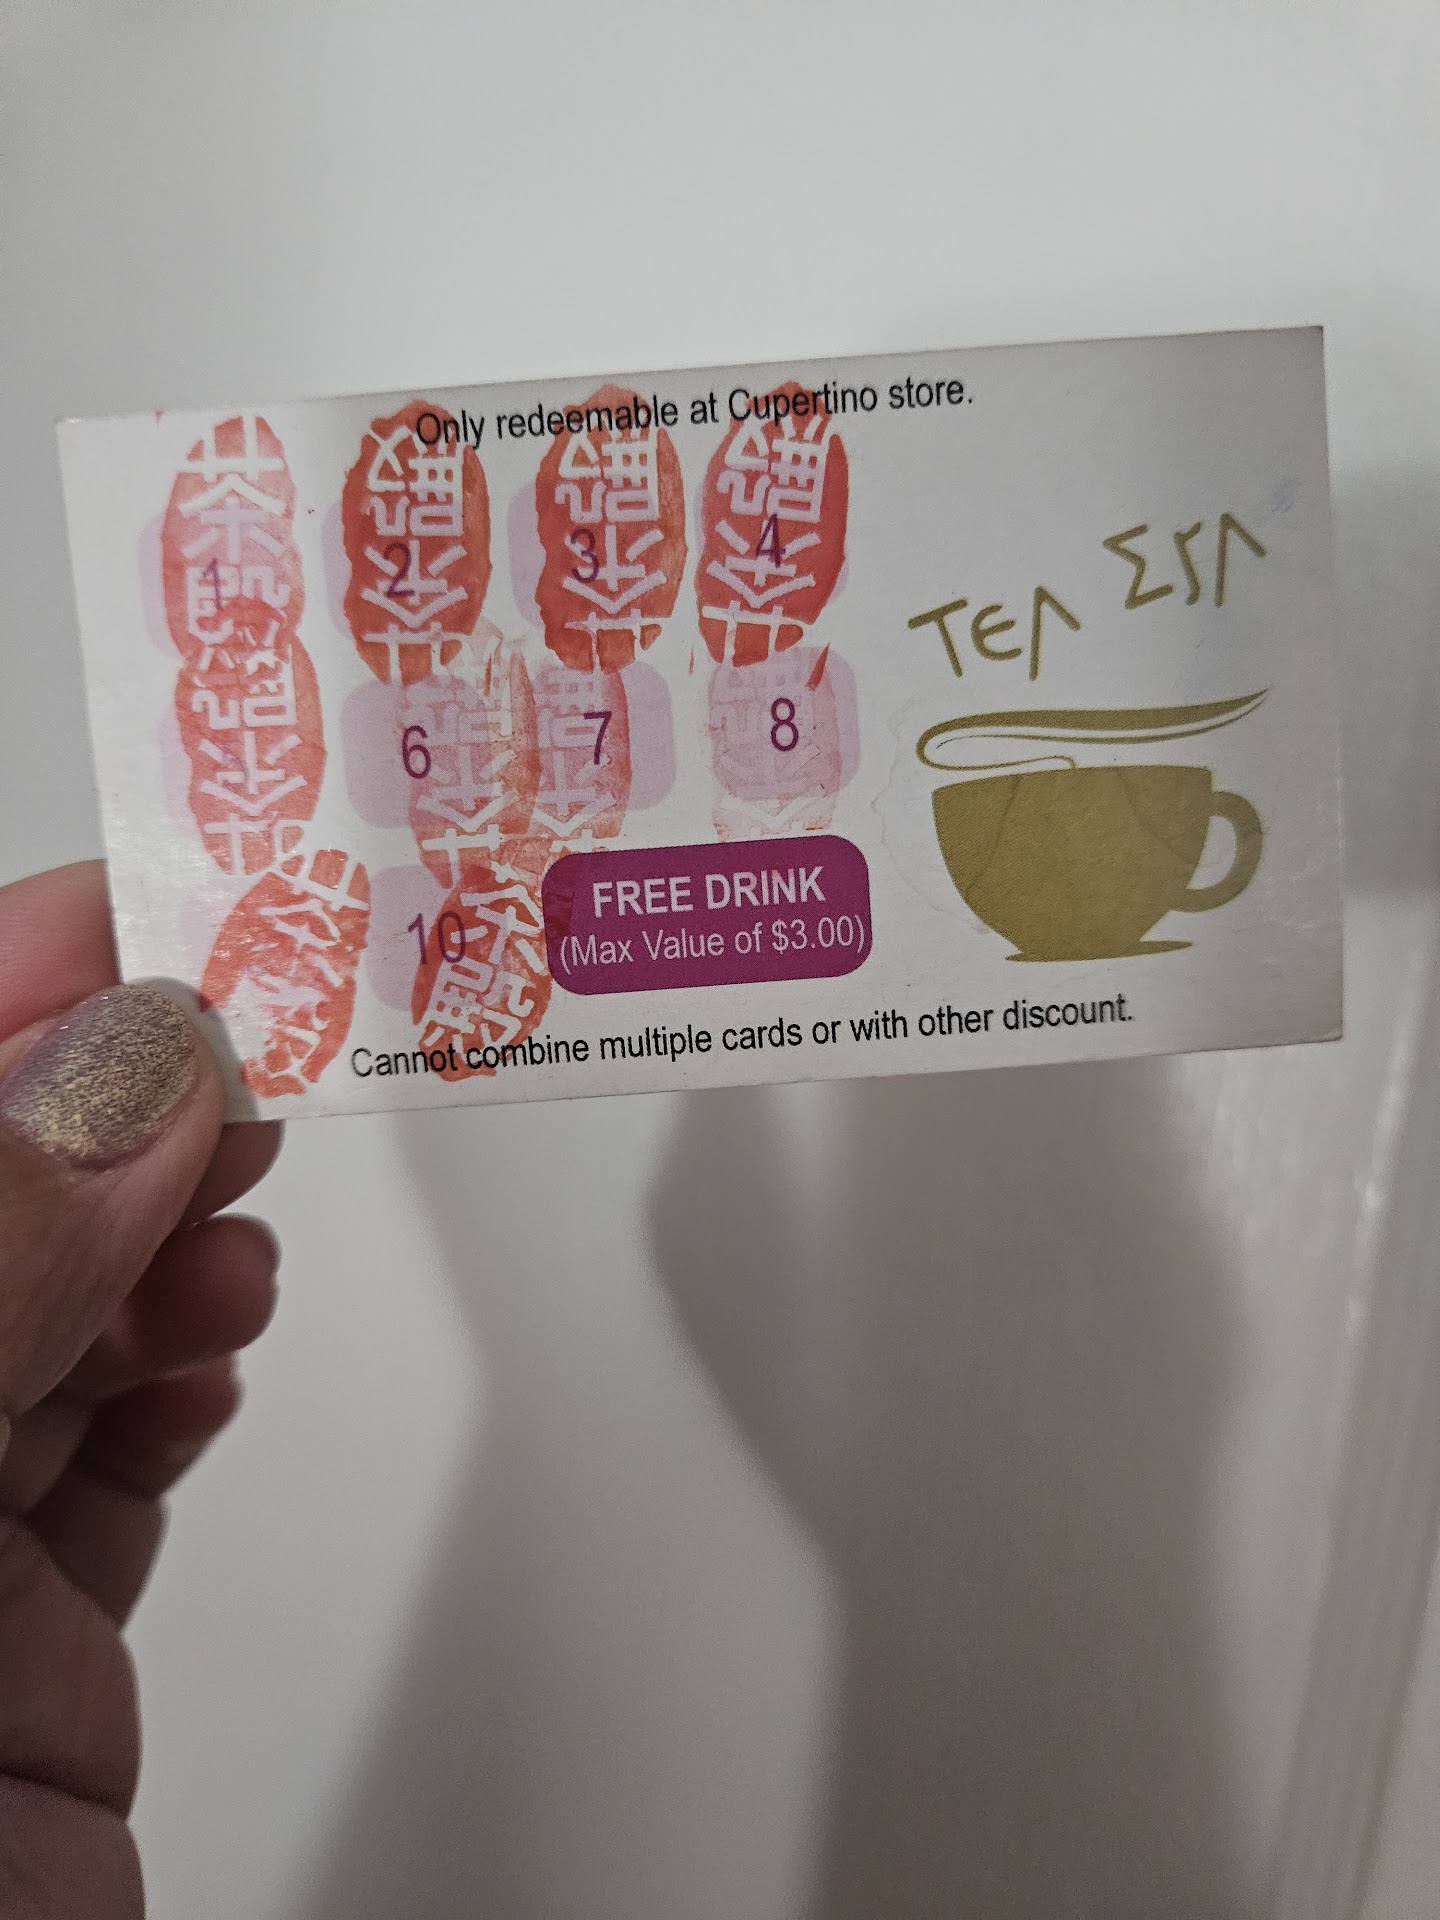 Only redeemable at Cupertino store.
1 2 3 4
6 7 8
10 FREE DRINK
(Max Value of $3.00)
Cannot combine multiple cards or with other discount.
TEA ΣRA